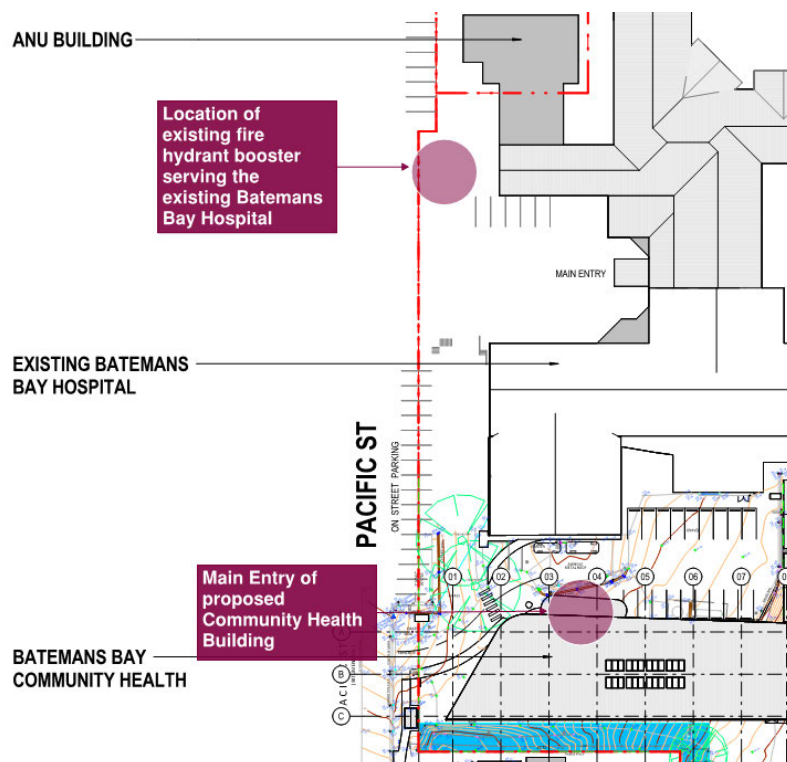 ANU BUILDING
Location of
existing fire
hydrant booster
serving the
existing Batemans
Bay Hospital
MAIN ENTRY
EXISTING BATEMANS
BAY HOSPITAL
PACIFIC ST
ON STREET PARKING
Main Entry of
proposed
Community Health
Building
01
02
03
04
05
06
07
BATEMANS BAY
COMMUNITY HEALTH
B
C